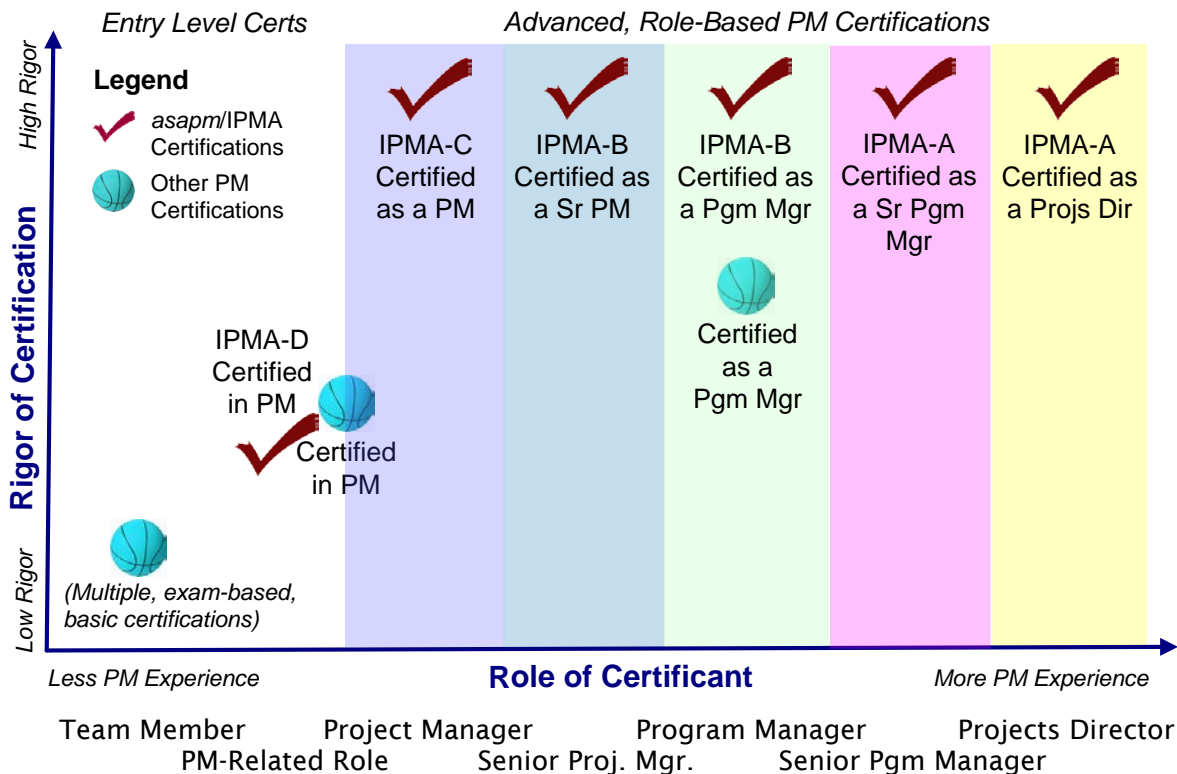 Entry Level Certs
Advanced, Role-Based PM Certifications
High Rigor
Rigor of Certification
Low Rigor
Legend
asapm/IPMA
Certifications
Other PM
Certifications
IPMA-C
Certified
as a PM
IPMA-B
Certified as
a Sr PM
IPMA-B
Certified as
a Pgm Mgr
IPMA-A
Certified as
a Sr Pgm
Mgr
IPMA-A
Certified as
a Projs Dir
Certified
as a
Pgm Mgr
IPMA-D
Certified
in PM
Certified
in PM
(Multiple, exam-based,
basic certifications)
Less PM Experience
Role of Certificant
More PM Experience
Team Member
Project Manager
Program Manager
Projects Director
PM-Related Role
Senior Proj. Mgr.
Senior Pgm Manager